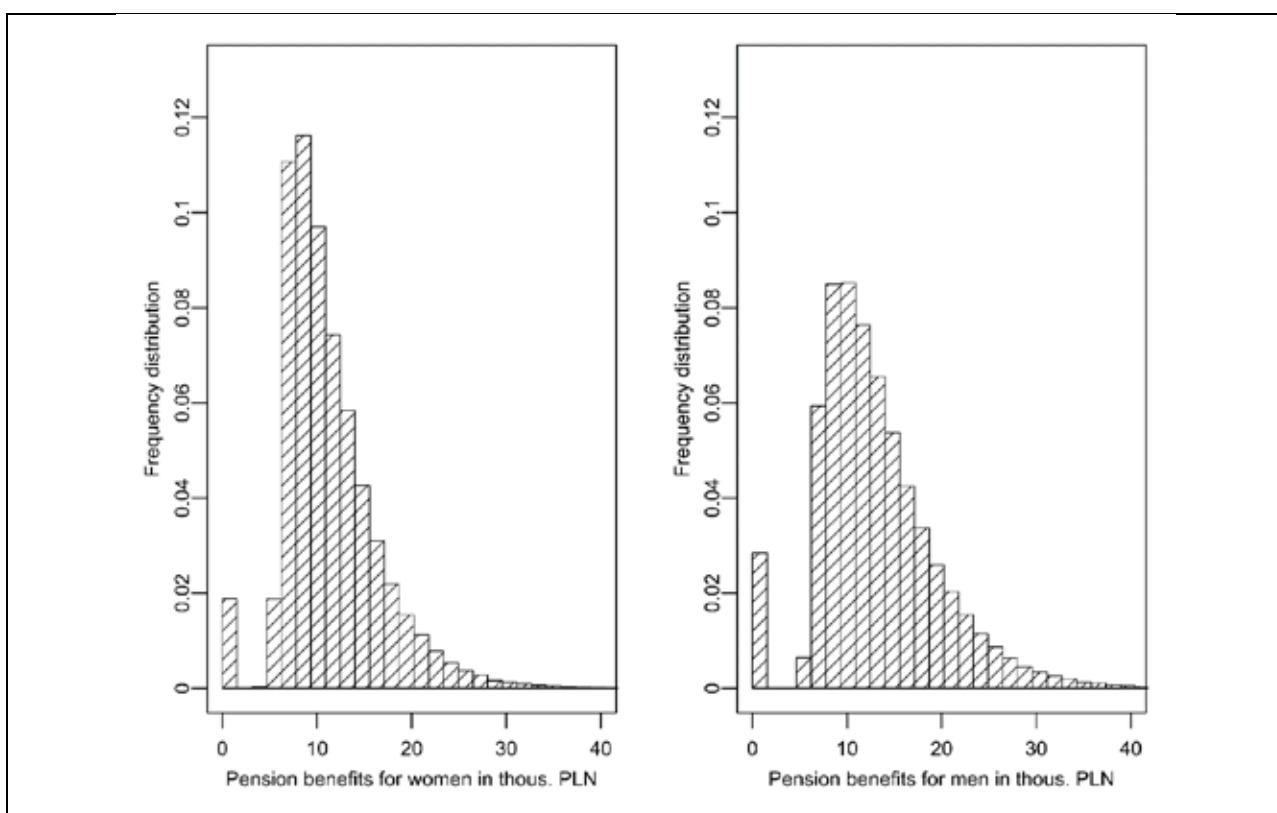 0.12
0.1
0.08
0.06
0.04
0.02
0
Frequency distribution
0 10 20 30 40
Pension benefits for women in thous. PLN
0.12
0.1
0.08
0.06
0.04
0.02
0
Frequency distribution
0 10 20 30 40
Pension benefits for men in thous. PLN